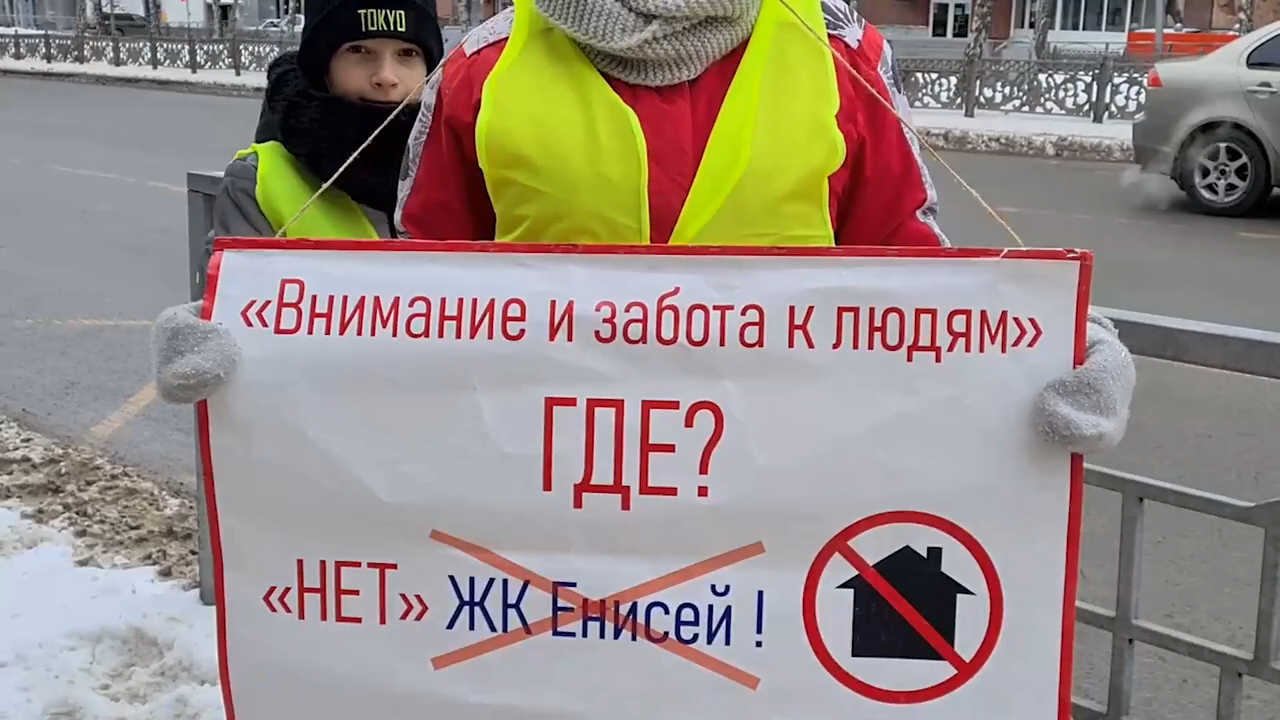 TOKYO
«Внимание и забота к людям»
ГДЕ?
«НЕТ» ЖК Енисей !